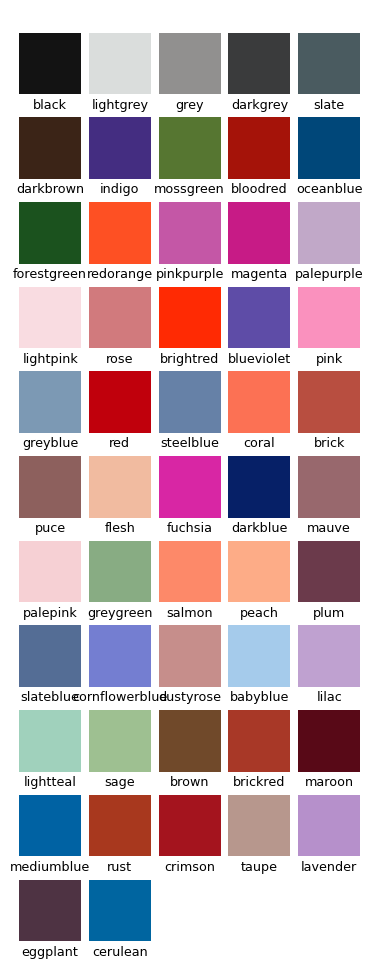 black lightgrey grey darkgrey slate
darkbrown indigo mossgreen bloodred oceanblue
forestgreen redorange pinkpurple magenta palepurple
lightpink rose brightred blueviolet pink
greyblue red steelblue coral brick
puce flesh fuchsia darkblue mauve
palepink greygreen salmon peach plum
slateblue cornflowerblue dustyrose babyblue lilac
lightteal sage brown brickred maroon
mediumblue rust crimson taupe lavender
eggplant cerulean